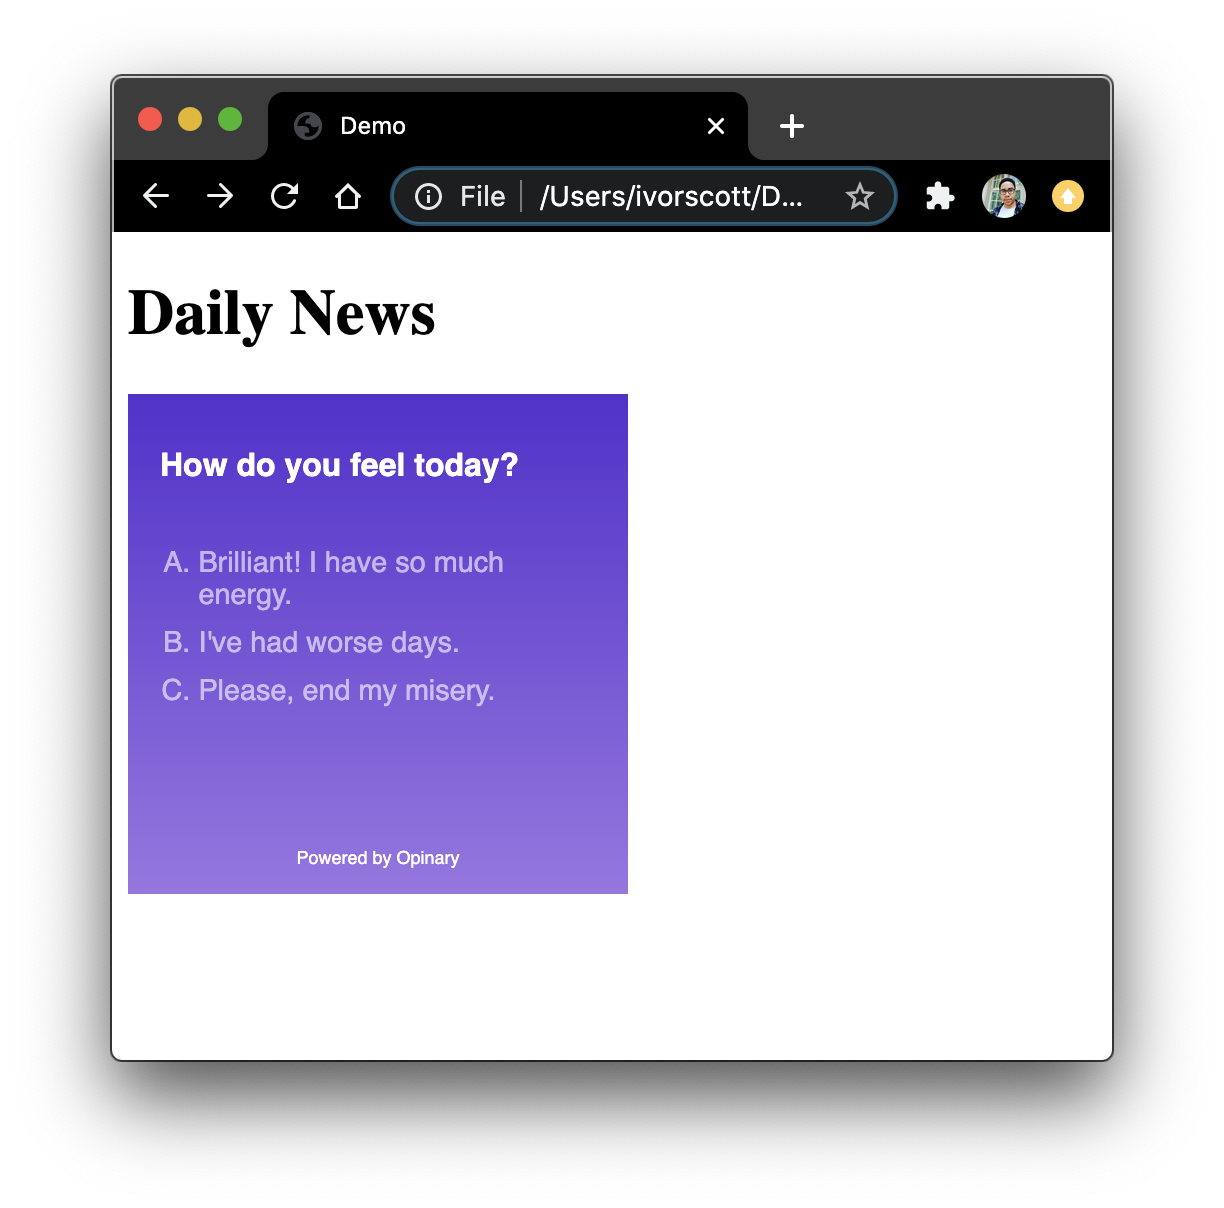 Demo
File /Users/ivorscott/D...
Daily News
How do you feel today?
A. Brilliant! I have so much
energy.
B. I've had worse days.
C. Please, end my misery.
Powered by Opinary